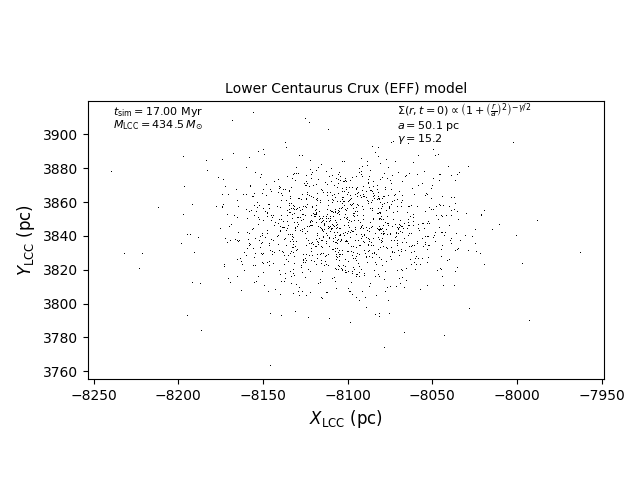 Lower Centaurus Crux (EFF) model
t_sim = 17.00 Myr
M_LCC = 434.5 M_⊙
Σ(r, t = 0) ∝ (1 + (r/a)²)^(−γ/2)
a = 50.1 pc
γ = 15.2
Y_LCC (pc)
3900
3880
3860
3840
3820
3800
3780
3760
−8250 −8200 −8150 −8100 −8050 −8000 −7950
X_LCC (pc)